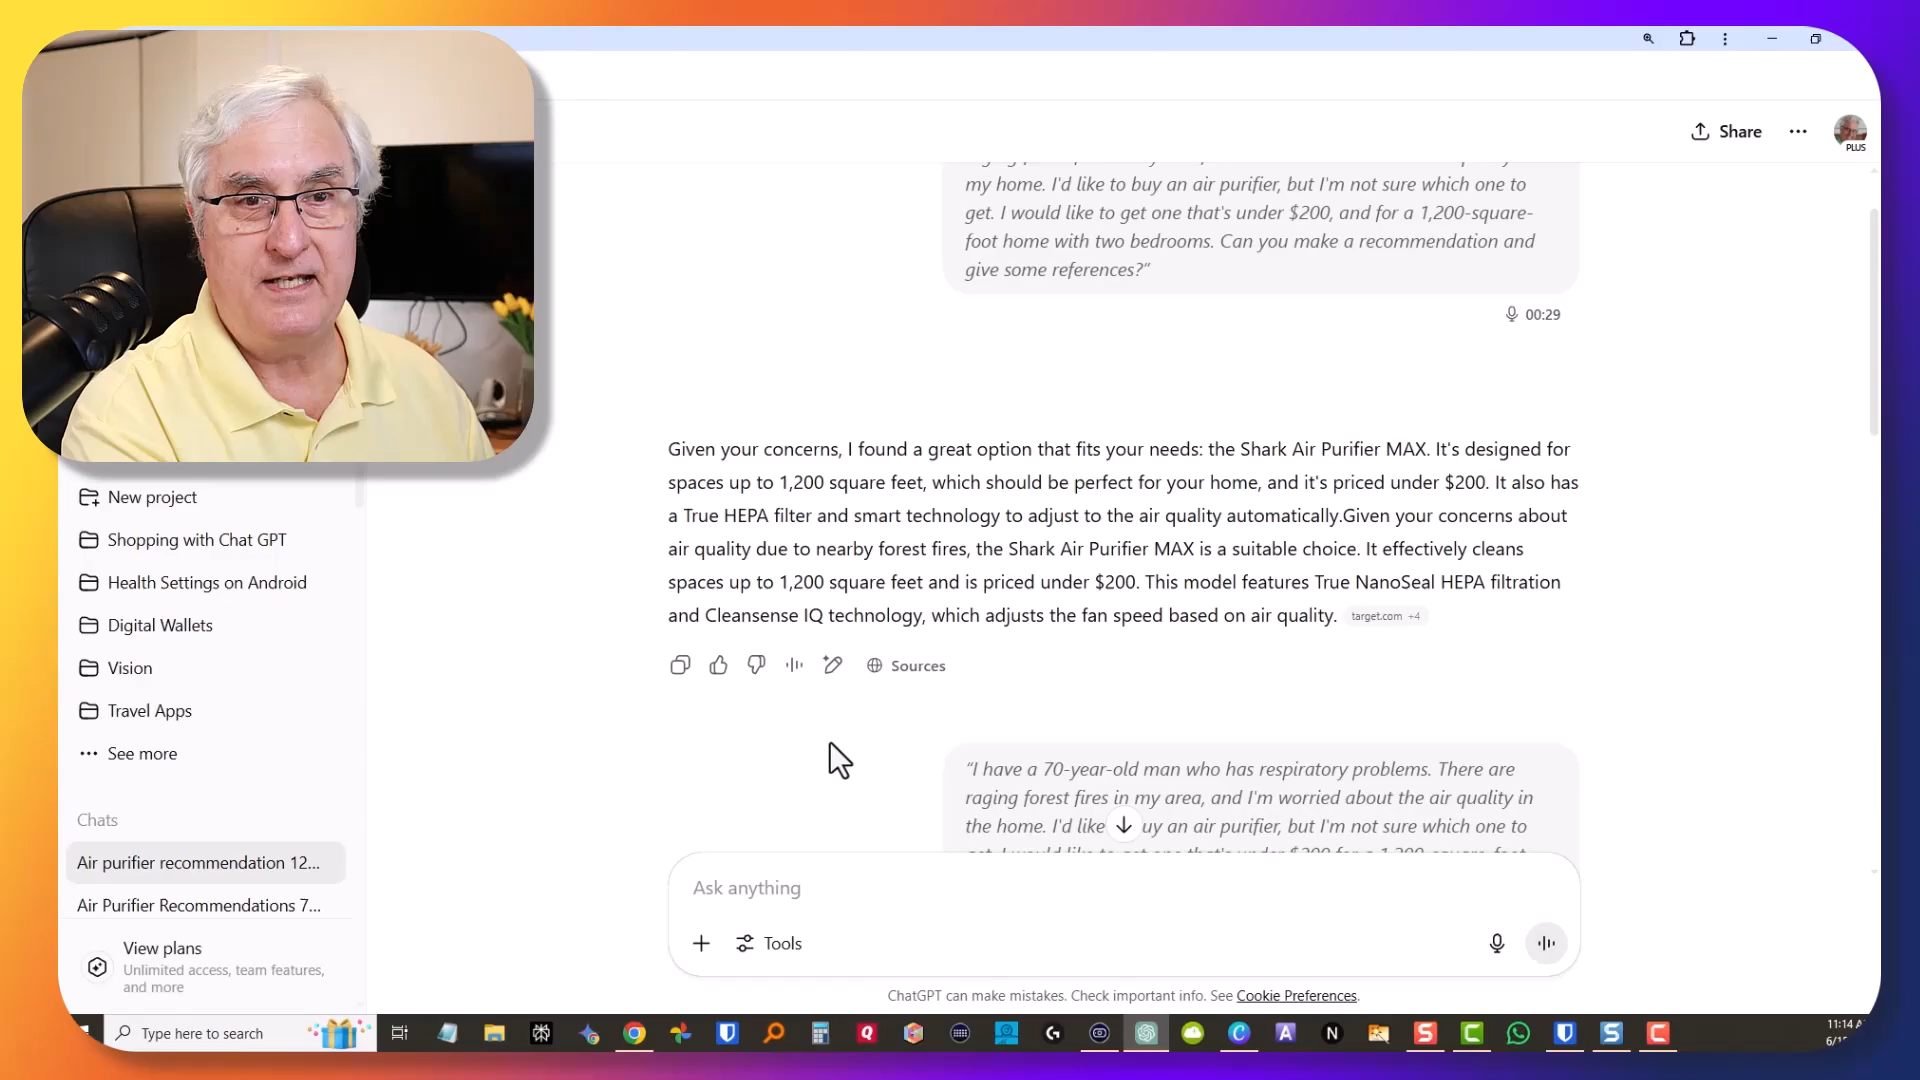 Share
PLUS
my home. I'd like to buy an air purifier, but I'm not sure which one to
get. I would like to get one that's under $200, and for a 1,200-square-
foot home with two bedrooms. Can you make a recommendation and
give some references?”
00:29
Given your concerns, I found a great option that fits your needs: the Shark Air Purifier MAX. It's designed for
spaces up to 1,200 square feet, which should be perfect for your home, and it's priced under $200. It also has
a True HEPA filter and smart technology to adjust to the air quality automatically.Given your concerns about
air quality due to nearby forest fires, the Shark Air Purifier MAX is a suitable choice. It effectively cleans
spaces up to 1,200 square feet and is priced under $200. This model features True NanoSeal HEPA filtration
and Cleansense IQ technology, which adjusts the fan speed based on air quality. target.com +4
Sources
“I have a 70-year-old man who has respiratory problems. There are
raging forest fires in my area, and I'm worried about the air quality in
the home. I'd like uy an air purifier, but I'm not sure which one to
Ask anything
Tools
ChatGPT can make mistakes. Check important info. See Cookie Preferences.
New project
Shopping with Chat GPT
Health Settings on Android
Digital Wallets
Vision
Travel Apps
See more
Chats
Air purifier recommendation 12...
Air Purifier Recommendations 7...
View plans
Unlimited access, team features,
and more
Type here to search
11:14 A